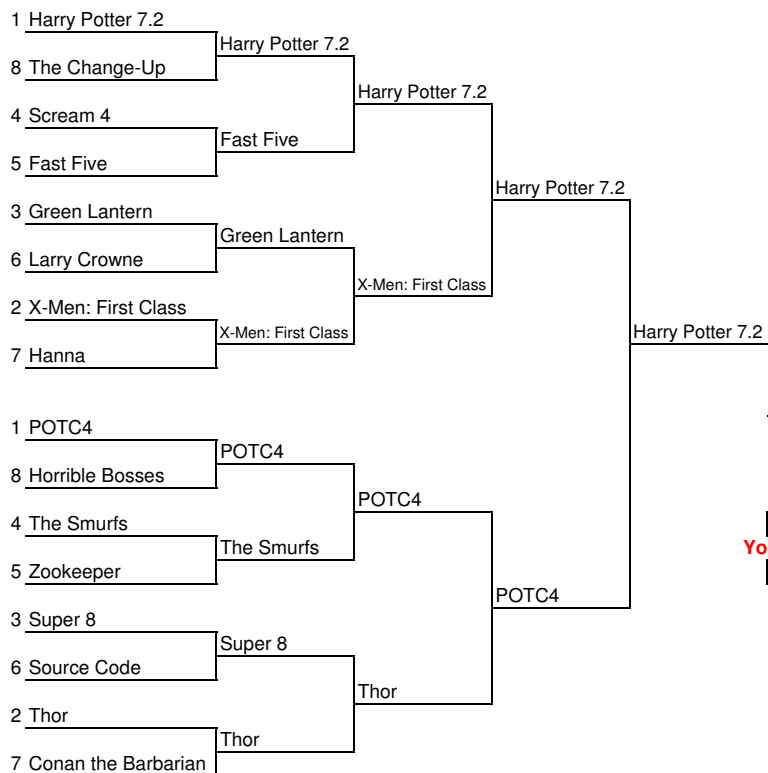 1 Harry Potter 7.2
Harry Potter 7.2
8 The Change-Up
Harry Potter 7.2
4 Scream 4
Fast Five
5 Fast Five
Harry Potter 7.2
3 Green Lantern
Green Lantern
6 Larry Crowne
X-Men: First Class
2 X-Men: First Class
X-Men: First Class
Harry Potter 7.2
7 Hanna
1 POTC4
POTC4
8 Horrible Bosses
POTC4
4 The Smurfs
The Smurfs
Yo
5 Zookeeper
POTC4
3 Super 8
Super 8
6 Source Code
Thor
2 Thor
Thor
7 Conan the Barbarian